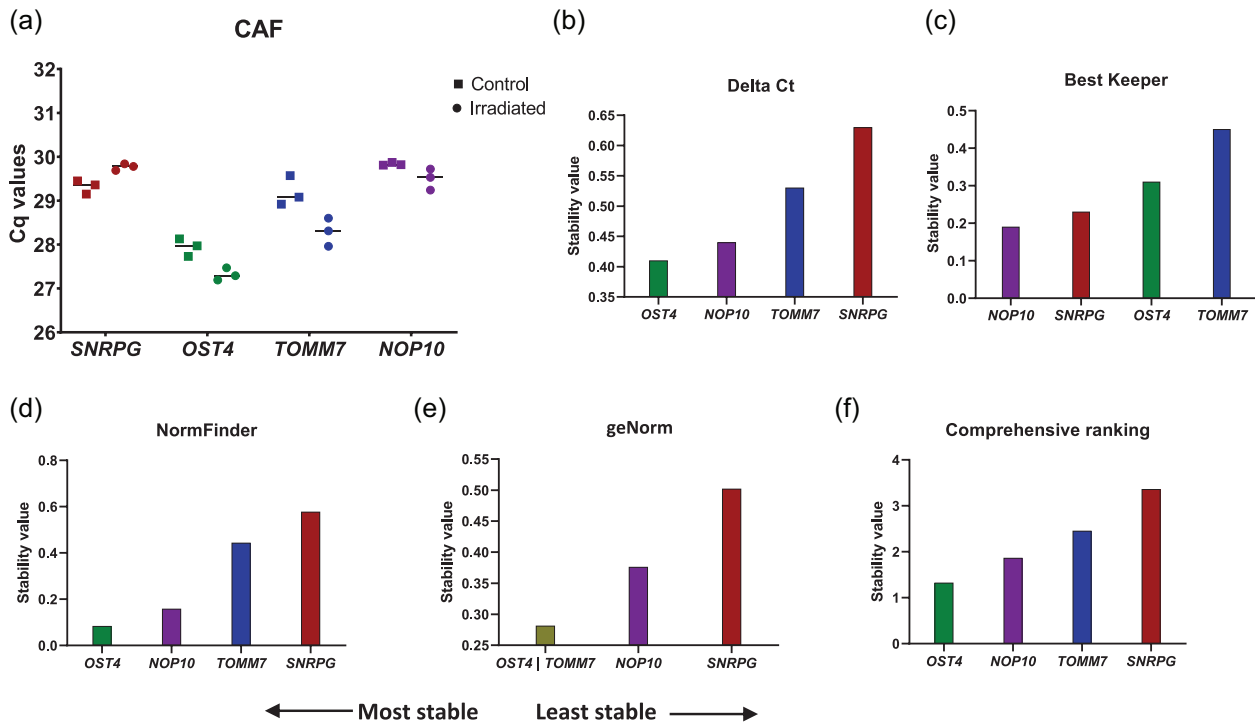 (a)
CAF
Cq values
32
31
30
29
28
27
26
SNRPG OST4 TOMM7 NOP10
Control
Irradiated
(b)
Delta Ct
Stability value
0.65
0.60
0.55
0.50
0.45
0.40
0.35
OST4 NOP10 TOMM7 SNRPG
(c)
Best Keeper
Stability value
0.5
0.4
0.3
0.2
0.1
0.0
NOP10 SNRPG OST4 TOMM7
(d)
NormFinder
Stability value
0.8
0.6
0.4
0.2
0.0
OST4 NOP10 TOMM7 SNRPG
(e)
geNorm
Stability value
0.55
0.50
0.45
0.40
0.35
0.30
0.25
OST4 | TOMM7 NOP10 SNRPG
(f)
Comprehensive ranking
Stability value
4
3
2
1
0
OST4 NOP10 TOMM7 SNRPG
Most stable Least stable